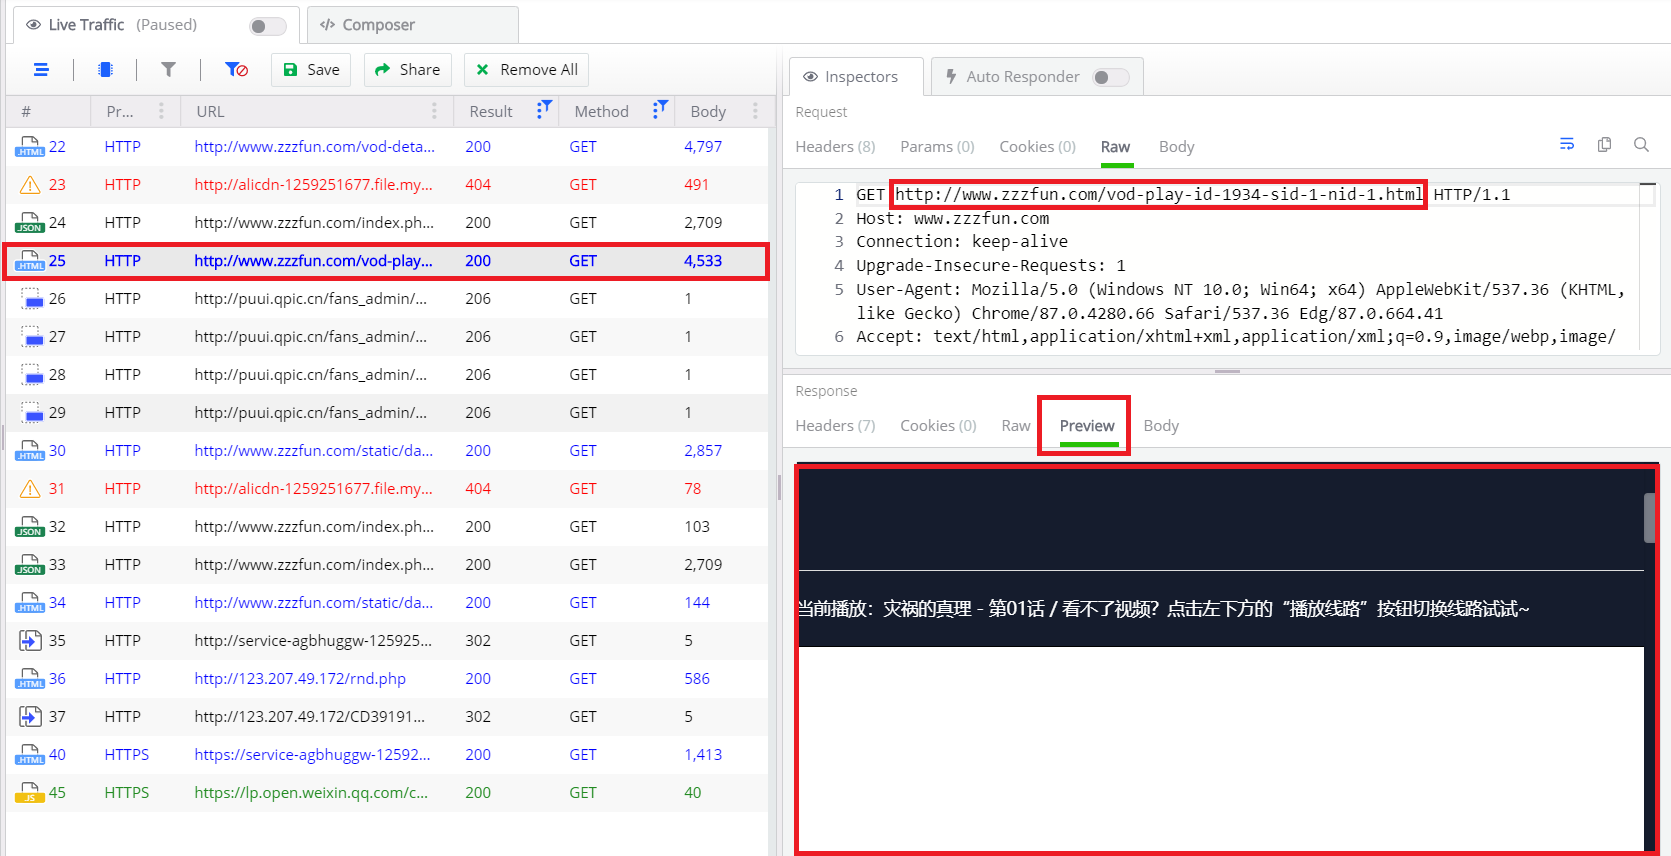 Live Traffic (Paused)
Composer
Save
Share
Remove All
# Pr... URL Result Method Body
HTML 22 HTTP http://www.zzzfun.com/vod-deta... 200 GET 4,797
23 HTTP http://alicdn-1259251677.file.my... 404 GET 491
JSON 24 HTTP http://www.zzzfun.com/index.ph... 200 GET 2,709
HTML 25 HTTP http://www.zzzfun.com/vod-play... 200 GET 4,533
26 HTTP http://puui.qpic.cn/fans_admin/... 206 GET 1
27 HTTP http://puui.qpic.cn/fans_admin/... 206 GET 1
28 HTTP http://puui.qpic.cn/fans_admin/... 206 GET 1
29 HTTP http://puui.qpic.cn/fans_admin/... 206 GET 1
HTML 30 HTTP http://www.zzzfun.com/static/da... 200 GET 2,857
31 HTTP http://alicdn-1259251677.file.my... 404 GET 78
JSON 32 HTTP http://www.zzzfun.com/index.ph... 200 GET 103
JSON 33 HTTP http://www.zzzfun.com/index.ph... 200 GET 2,709
HTML 34 HTTP http://www.zzzfun.com/static/da... 200 GET 144
35 HTTP http://service-agbhuggw-125925... 302 GET 5
HTML 36 HTTP http://123.207.49.172/rnd.php 200 GET 586
37 HTTP http://123.207.49.172/CD39191... 302 GET 5
HTML 40 HTTPS https://service-agbhuggw-12592... 200 GET 1,413
JS 45 HTTPS https://lp.open.weixin.qq.com/c... 200 GET 40
Inspectors
Auto Responder
Request
Headers (8) Params (0) Cookies (0) Raw Body
1 GET http://www.zzzfun.com/vod-play-id-1934-sid-1-nid-1.html HTTP/1.1
2 Host: www.zzzfun.com
3 Connection: keep-alive
4 Upgrade-Insecure-Requests: 1
5 User-Agent: Mozilla/5.0 (Windows NT 10.0; Win64; x64) AppleWebKit/537.36 (KHTML,
like Gecko) Chrome/87.0.4280.66 Safari/537.36 Edg/87.0.664.41
6 Accept: text/html,application/xhtml+xml,application/xml;q=0.9,image/webp,image/
Response
Headers (7) Cookies (0) Raw Preview Body
当前播放：灾祸的真理 - 第01话 / 看不了视频？点击左下方的“播放线路”按钮切换线路试试~